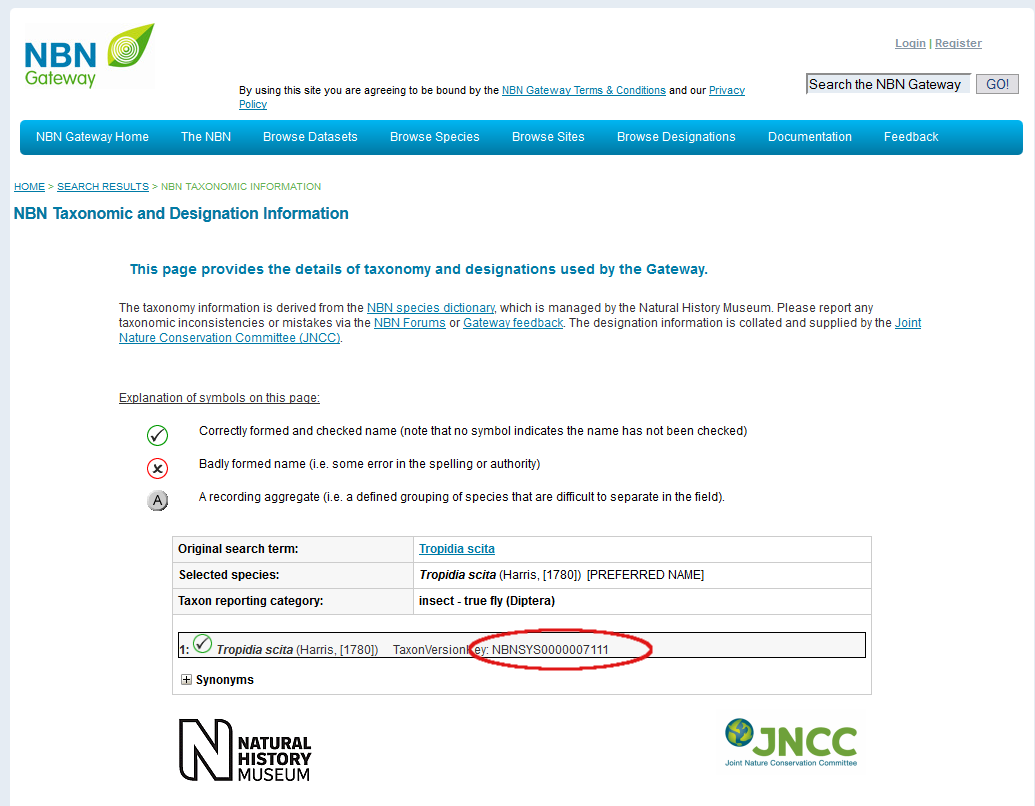 NBN
Gateway
Login | Register
By using this site you are agreeing to be bound by the NBN Gateway Terms & Conditions and our Privacy
Policy
Search the NBN Gateway GO!
NBN Gateway Home The NBN Browse Datasets Browse Species Browse Sites Browse Designations Documentation Feedback
HOME > SEARCH RESULTS > NBN TAXONOMIC INFORMATION
NBN Taxonomic and Designation Information
This page provides the details of taxonomy and designations used by the Gateway.
The taxonomy information is derived from the NBN species dictionary, which is managed by the Natural History Museum. Please report any
taxonomic inconsistencies or mistakes via the NBN Forums or Gateway feedback. The designation information is collated and supplied by the Joint
Nature Conservation Committee (JNCC).
Explanation of symbols on this page:
Correctly formed and checked name (note that no symbol indicates the name has not been checked)
Badly formed name (i.e. some error in the spelling or authority)
A A recording aggregate (i.e. a defined grouping of species that are difficult to separate in the field).
Original search term: Tropidia scita
Selected species: Tropidia scita (Harris, [1780]) [PREFERRED NAME]
Taxon reporting category: insect - true fly (Diptera)
1: Tropidia scita (Harris, [1780]) TaxonVersionKey: NBNSYS0000007111
Synonyms
N NATURAL
HISTORY
MUSEUM
JNCC
Joint Nature Conservation Committee